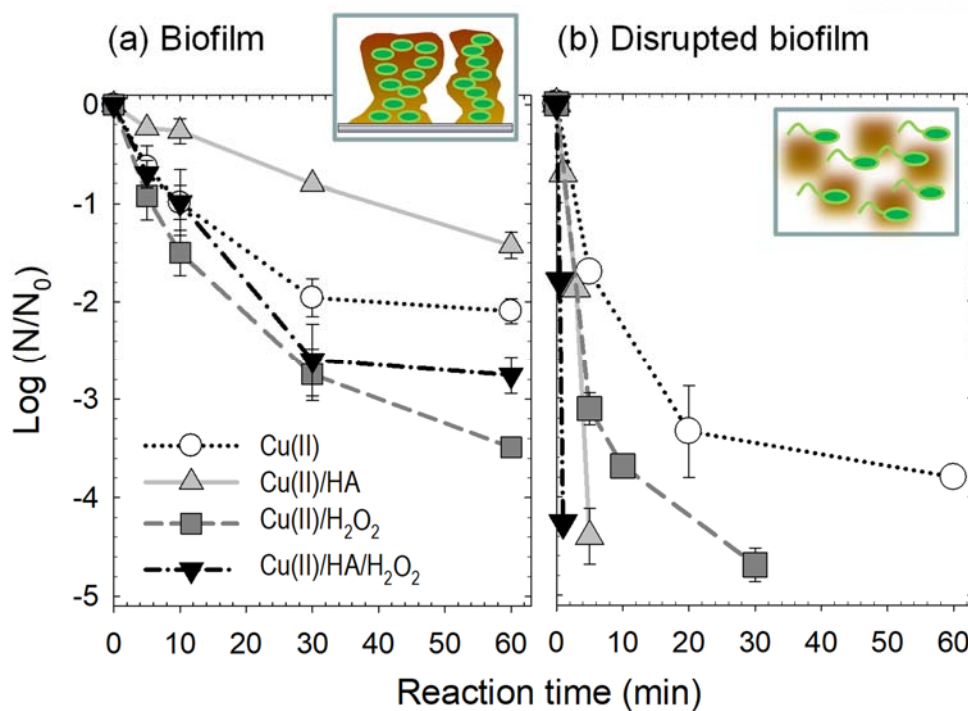 (a) Biofilm
(b) Disrupted biofilm
0
-1
-2
-3
-4
-5
Log (N/N₀)
Cu(II)
Cu(II)/HA
Cu(II)/H₂O₂
Cu(II)/HA/H₂O₂
0 10 20 30 40 50 60
0 10 20 30 40 50 60
Reaction time (min)